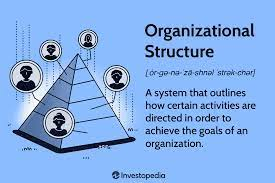 Organizational
Structure
[ˌȯr-gə-nə-ˈzā-shnəl ˈstrək-chər]
A system that outlines
how certain activities are
directed in order to
achieve the goals of an
organization.
Investopedia